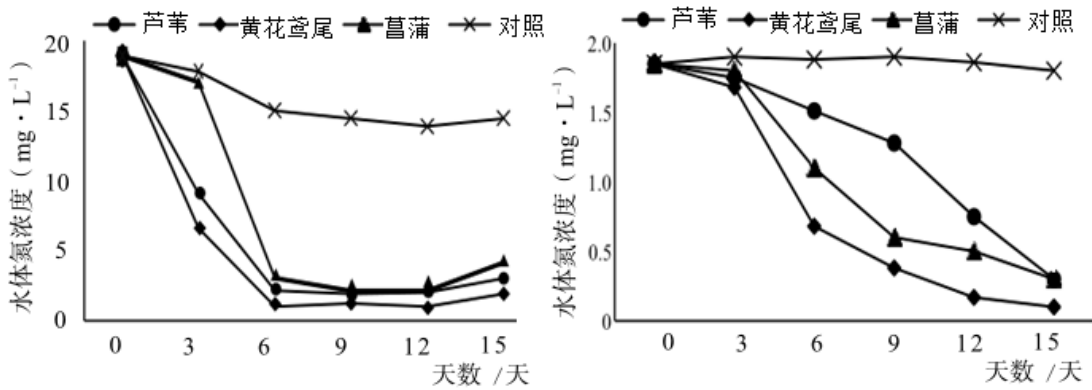 芦苇 黄花鸢尾 菖蒲 对照
水体氮浓度（mg·L⁻¹）
20
15
10
5
0
0 3 6 9 12 15
天数 /天
芦苇 黄花鸢尾 菖蒲 对照
水体氮浓度（mg·L⁻¹）
2.0
1.5
1.0
0.5
0
0 3 6 9 12 15
天数 /天